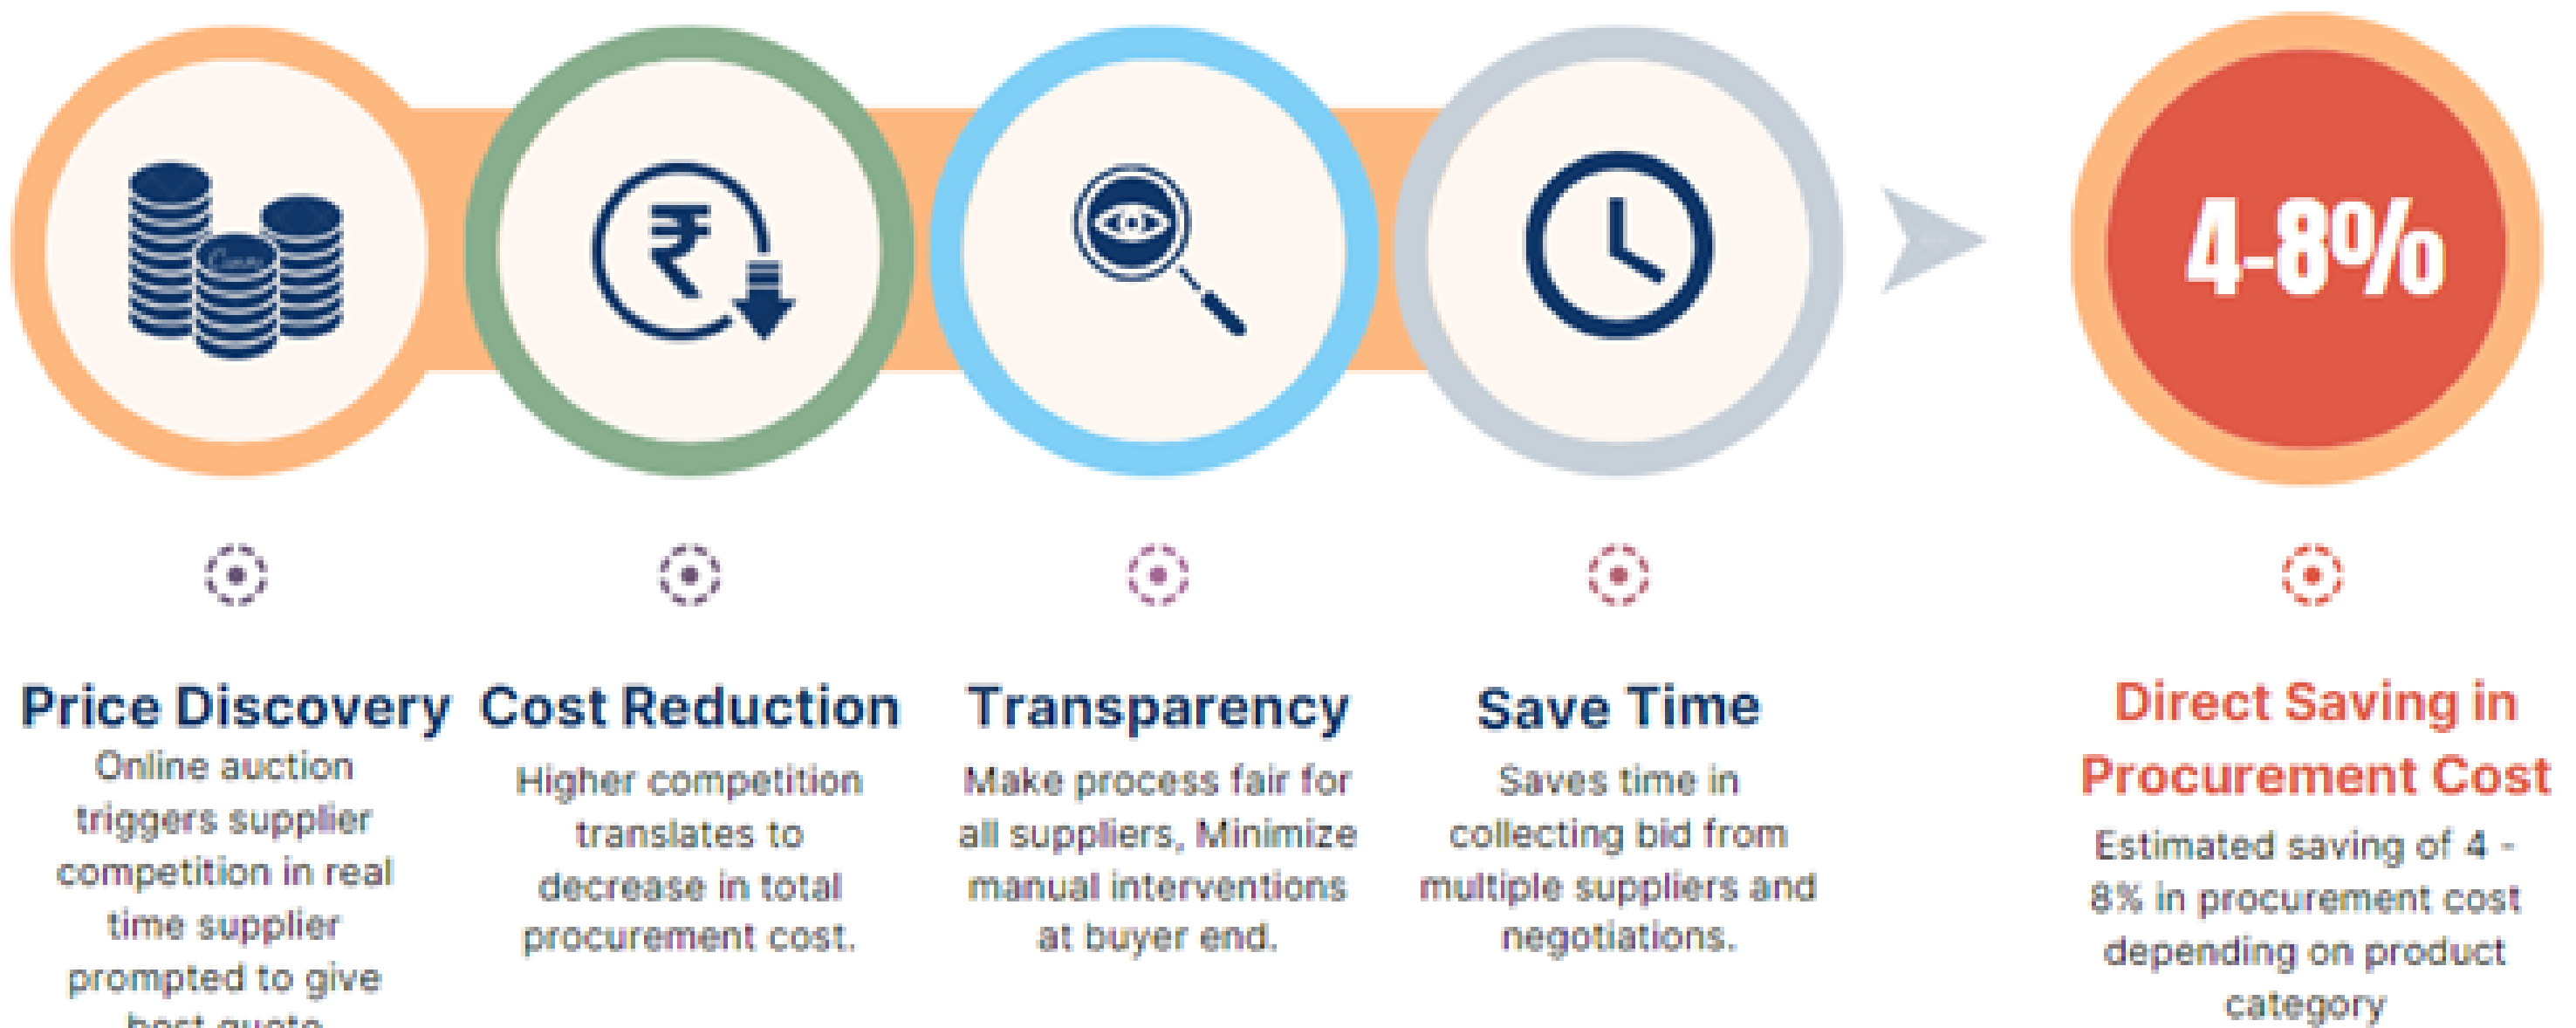 4-8%
Price Discovery
Online auction
triggers supplier
competition in real
time supplier
prompted to give
best quote
Cost Reduction
Higher competition
translates to
decrease in total
procurement cost.
Transparency
Make process fair for
all suppliers, Minimize
manual interventions
at buyer end.
Save Time
Saves time in
collecting bid from
multiple suppliers and
negotiations.
Direct Saving in
Procurement Cost
Estimated saving of 4 -
8% in procurement cost
depending on product
category